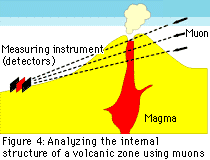 Muon
Measuring instrument
(detectors)
Magma
Figure 4: Analyzing the internal
structure of a volcanic zone using muons